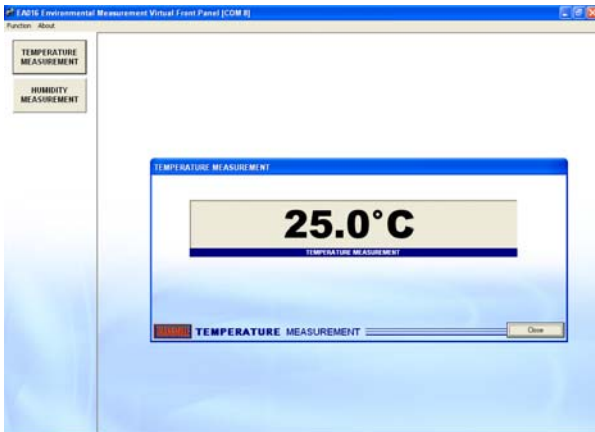 EA016 Environmental Measurement Virtual Front Panel [COM 8]
Function About
TEMPERATURE
MEASUREMENT
HUMIDITY
MEASUREMENT
TEMPERATURE MEASUREMENT
25.0°C
TEMPERATURE MEASUREMENT
TEMPERATURE MEASUREMENT
Close